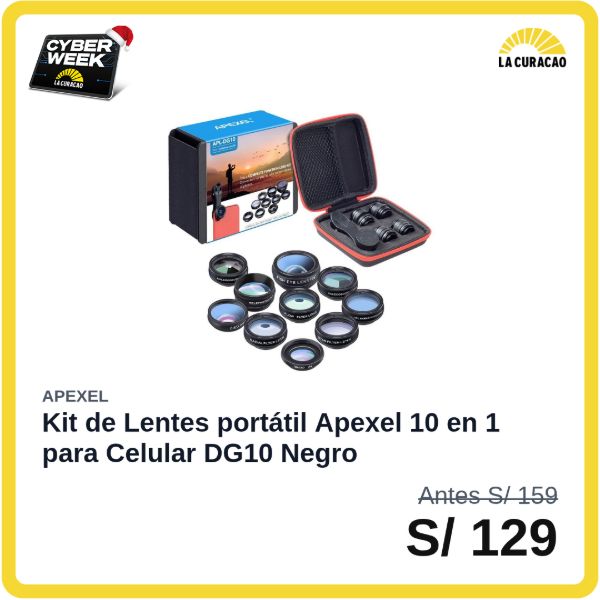 CYBER
WEEK
LA CURACAO
LA CURACAO
APEXEL
APL-DG10
APEXEL
Kit de Lentes portátil Apexel 10 en 1
para Celular DG10 Negro
Antes S/ 159
S/ 129